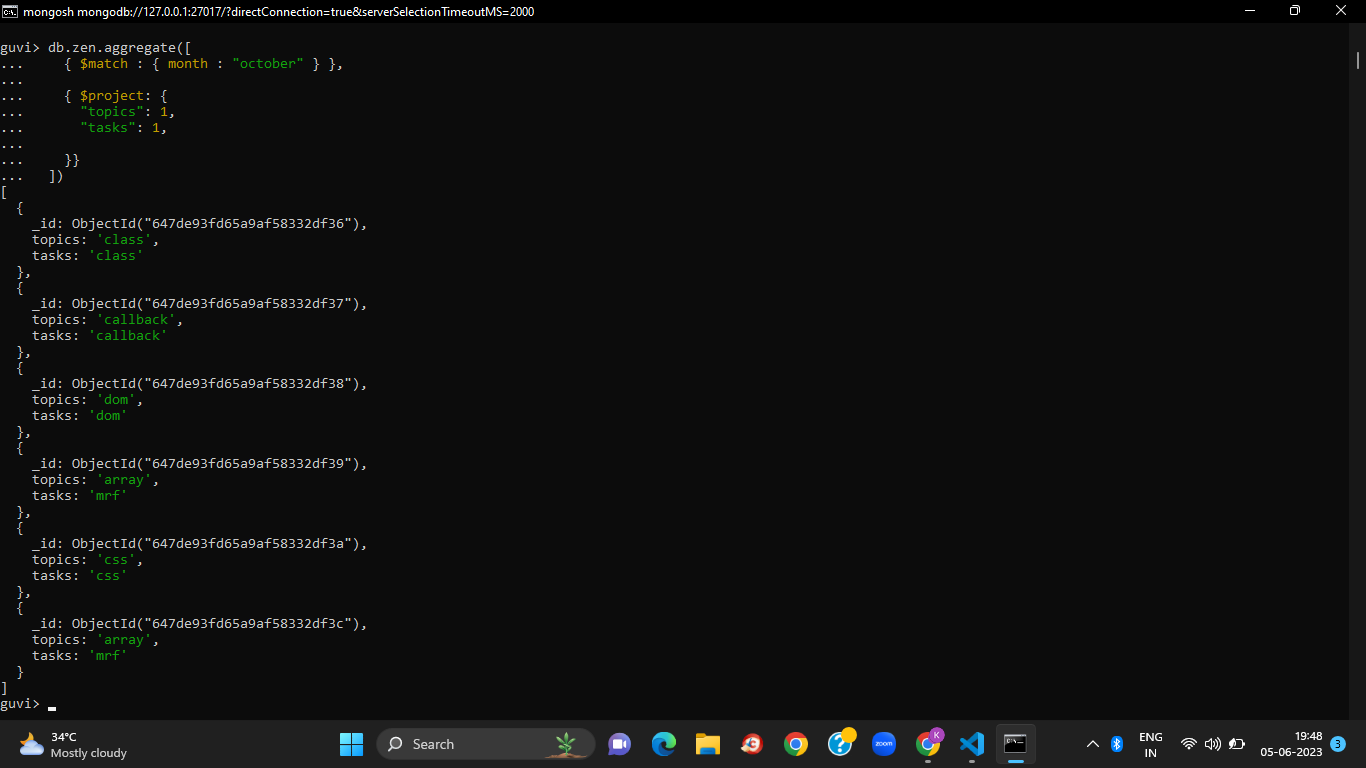 mongosh mongodb://127.0.0.1:27017/?directConnection=true&serverSelectionTimeoutMS=2000
guvi> db.zen.aggregate([
...     { $match : { month : "october" } },
...
...     { $project: {
...       "topics": 1,
...       "tasks": 1,
...
...     }}
...   ])
[
  {
    _id: ObjectId("647de93fd65a9af58332df36"),
    topics: 'class',
    tasks: 'class'
  },
  {
    _id: ObjectId("647de93fd65a9af58332df37"),
    topics: 'callback',
    tasks: 'callback'
  },
  {
    _id: ObjectId("647de93fd65a9af58332df38"),
    topics: 'dom',
    tasks: 'dom'
  },
  {
    _id: ObjectId("647de93fd65a9af58332df39"),
    topics: 'array',
    tasks: 'mrf'
  },
  {
    _id: ObjectId("647de93fd65a9af58332df3a"),
    topics: 'css',
    tasks: 'css'
  },
  {
    _id: ObjectId("647de93fd65a9af58332df3c"),
    topics: 'array',
    tasks: 'mrf'
  }
]
guvi>
34°C
Mostly cloudy
Search
zoom
K
ENG
IN
19:48
05-06-2023
3